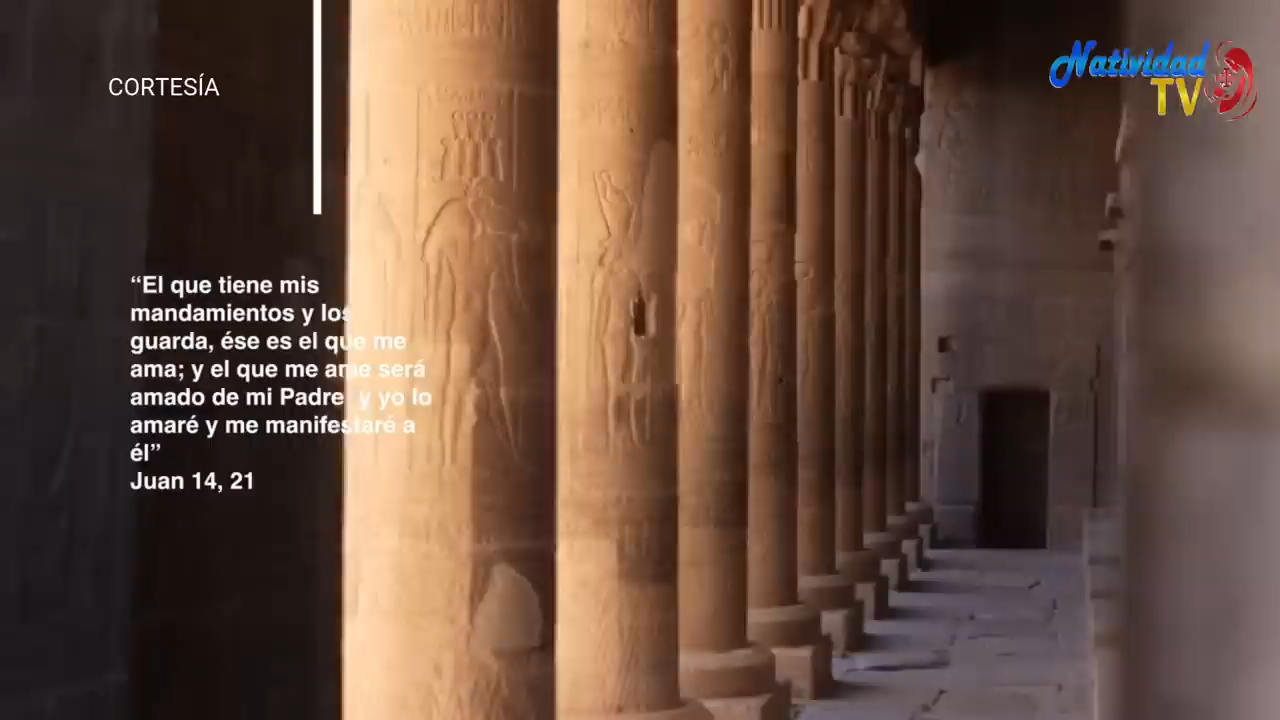 CORTESÍA
Natividad
TV
“El que tiene mis
mandamientos y los
guarda, ése es el que me
ama; y el que me ame será
amado de mi Padre, y yo lo
amaré y me manifestaré a
él”
Juan 14, 21